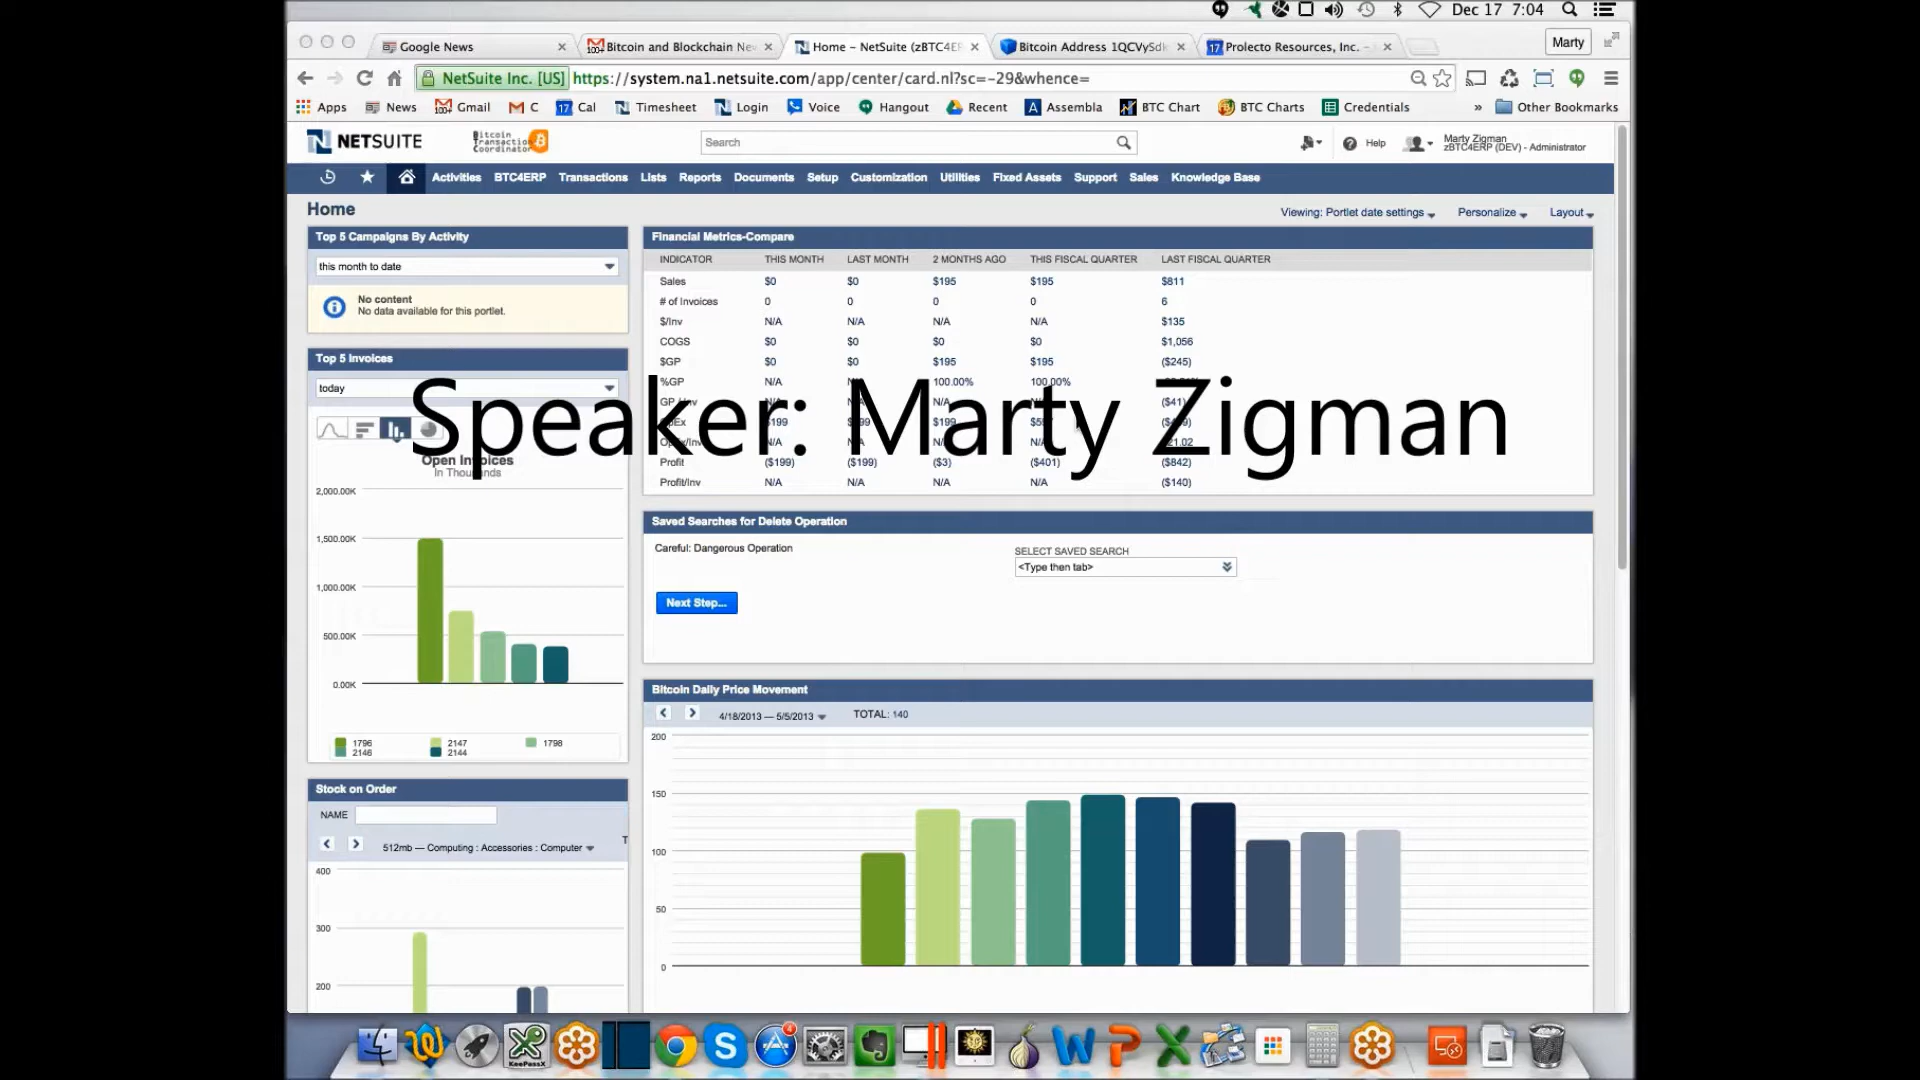 Dec 17 7:04
Google News
Bitcoin and Blockchain Ne
Home – NetSuite (zBTC4ER
Bitcoin Address 1QCVySd
Prolecto Resources, Inc. –
Marty
NetSuite Inc. [US] https://system.na1.netsuite.com/app/center/card.nl?sc=-29&whence=
Apps News Gmail C Cal Timesheet Login Voice Hangout Recent Assembla BTC Chart BTC Charts Credentials » Other Bookmarks
NETSUITE
Bitcoin
Transaction
Coordinator
Search
Help
Marty Zigman
zBTC4ERP (DEV) - Administrator
Activities BTC4ERP Transactions Lists Reports Documents Setup Customization Utilities Fixed Assets Support Sales Knowledge Base
Home
Viewing: Portlet date settings Personalize Layout
Top 5 Campaigns By Activity
this month to date
No content
No data available for this portlet.
Top 5 Invoices
today
Open Invoices
In Thousands
2,000.00K
1,500.00K
1,000.00K
500.00K
0.00K
1796 2147 1798
2146 2144
Stock on Order
NAME
512mb — Computing : Accessories : Computer T
400
300
200
Financial Metrics-Compare
INDICATOR THIS MONTH LAST MONTH 2 MONTHS AGO THIS FISCAL QUARTER LAST FISCAL QUARTER
Sales $0 $0 $195 $195 $811
# of Invoices 0 0 0 0 6
$/Inv N/A N/A N/A N/A $135
COGS $0 $0 $0 $0 $1,056
$GP $0 $0 $195 $195 ($245)
%GP N/A 100.00% 100.00%
Speaker: Marty Zigman
Profit ($199) ($199) ($3) ($401) ($842)
Profit/Inv N/A N/A N/A N/A ($140)
Saved Searches for Delete Operation
Careful: Dangerous Operation
SELECT SAVED SEARCH
<Type then tab>
Next Step...
Bitcoin Daily Price Movement
4/18/2013 — 5/5/2013 TOTAL: 140
200
150
100
50
0
KeePassX